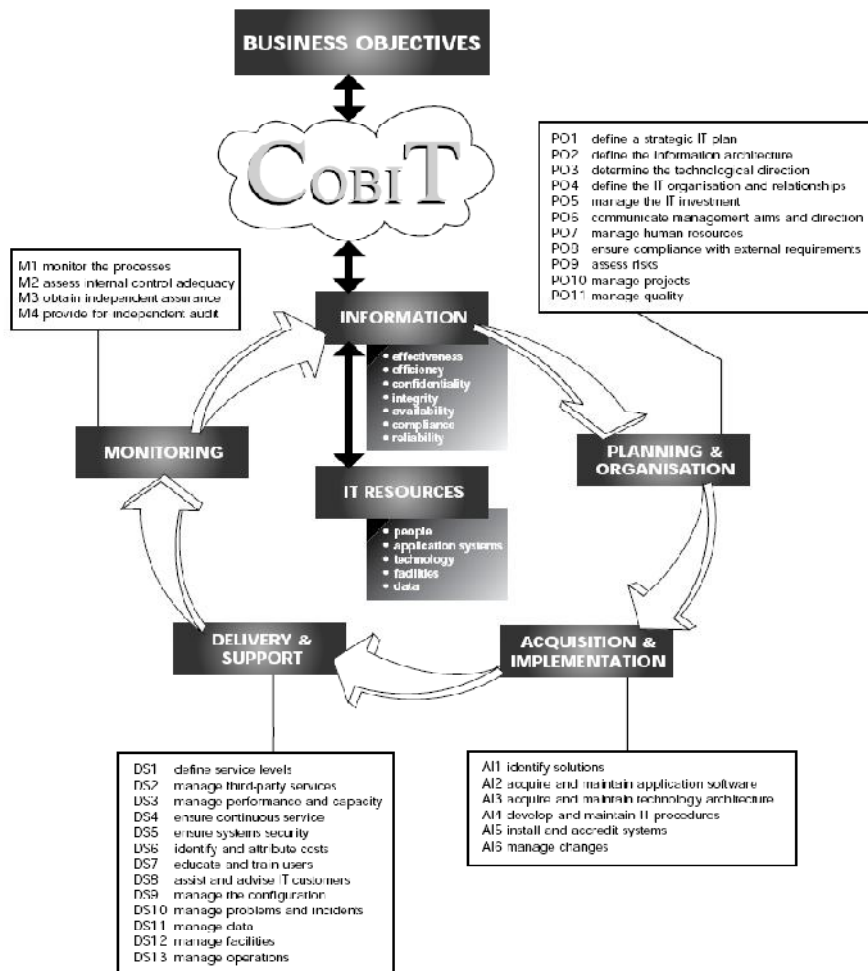 BUSINESS OBJECTIVES
COBIT
PO1 define a strategic IT plan
PO2 define the information architecture
PO3 determine the technological direction
PO4 define the IT organisation and relationships
PO5 manage the IT investment
PO6 communicate management aims and direction
PO7 manage human resources
PO8 ensure compliance with external requirements
PO9 assess risks
PO10 manage projects
PO11 manage quality
M1 monitor the processes
M2 assess internal control adequacy
M3 obtain independent assurance
M4 provide for independent audit
INFORMATION
• effectiveness
• efficiency
• confidentiality
• integrity
• availability
• compliance
• reliability
MONITORING
PLANNING &
ORGANISATION
IT RESOURCES
• people
• application systems
• technology
• facilities
• data
DELIVERY &
SUPPORT
ACQUISITION &
IMPLEMENTATION
DS1 define service levels
DS2 manage third-party services
DS3 manage performance and capacity
DS4 ensure continuous service
DS5 ensure systems security
DS6 identify and attribute costs
DS7 educate and train users
DS8 assist and advise IT customers
DS9 manage the configuration
DS10 manage problems and incidents
DS11 manage data
DS12 manage facilities
DS13 manage operations
AI1 identify solutions
AI2 acquire and maintain application software
AI3 acquire and maintain technology architecture
AI4 develop and maintain IT procedures
AI5 install and accredit systems
AI6 manage changes